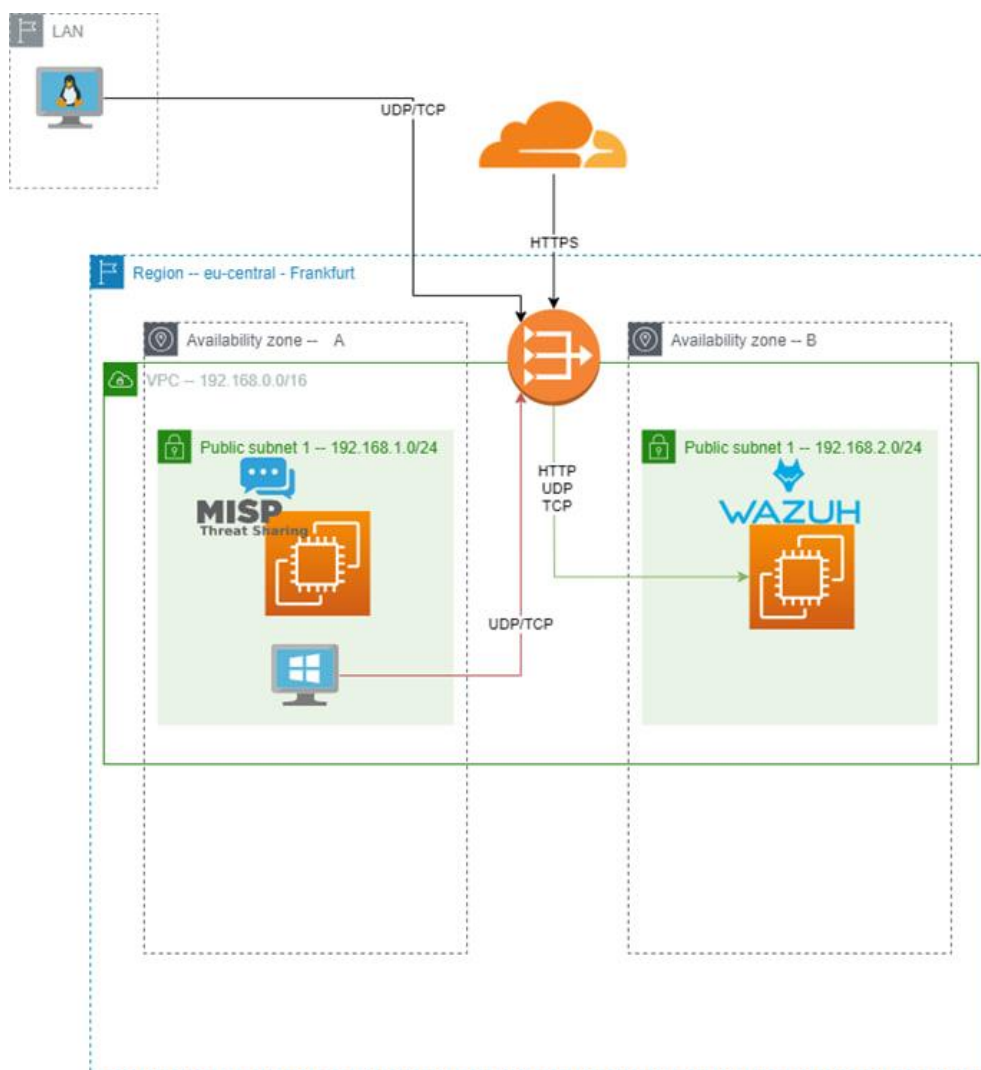 LAN
UDP/TCP
HTTPS
Region -- eu-central - Frankfurt
Availability zone -- A
Availability zone -- B
VPC -- 192.168.0.0/16
Public subnet 1 -- 192.168.1.0/24
Public subnet 1 -- 192.168.2.0/24
MISP
Threat Sharing
HTTP
UDP
TCP
WAZUH
UDP/TCP